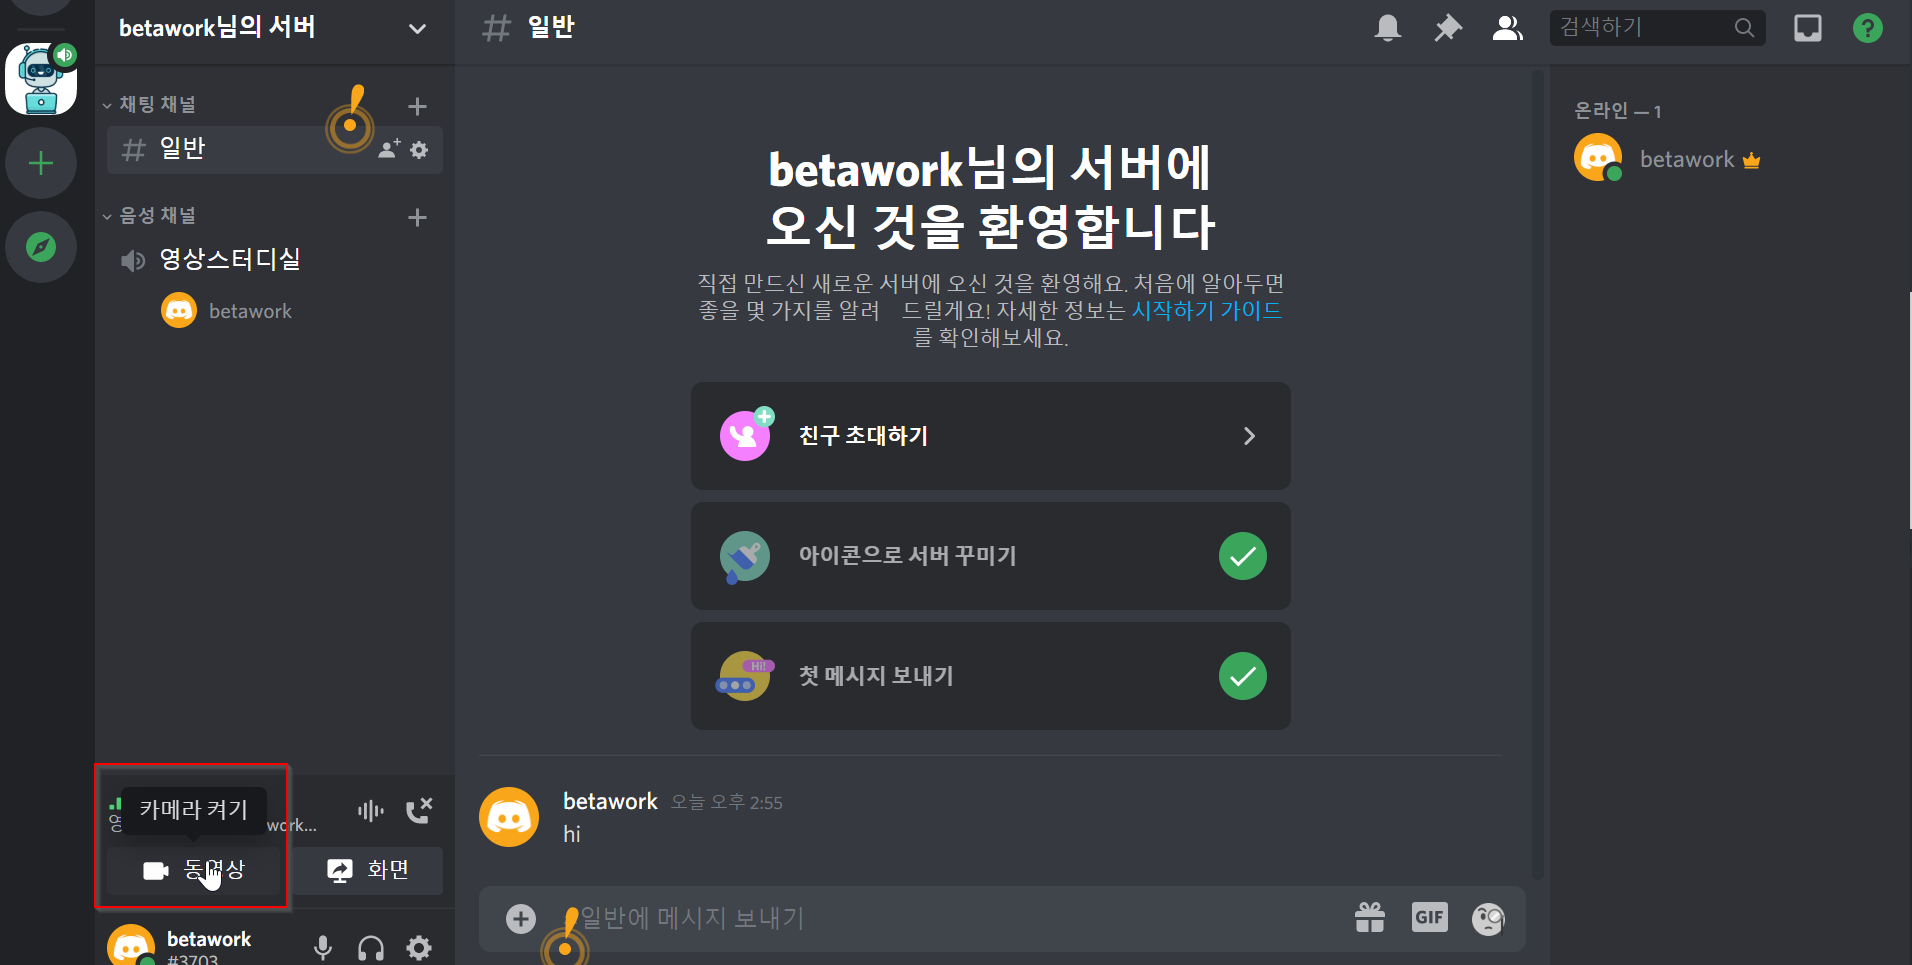 betawork님의 서버
일반
검색하기
채팅 채널
일반
음성 채널
영상스터디실
betawork
betawork님의 서버에
오신 것을 환영합니다
직접 만드신 새로운 서버에 오신 것을 환영해요. 처음에 알아두면
좋을 몇 가지를 알려 드릴게요! 자세한 정보는 시작하기 가이드
를 확인해보세요.
친구 초대하기
아이콘으로 서버 꾸미기
Hi!
첫 메시지 보내기
betawork 오늘 오후 2:55
hi
일반에 메시지 보내기
GIF
온라인 — 1
betawork
카메라 켜기
work...
동영상
화면
betawork
#3703